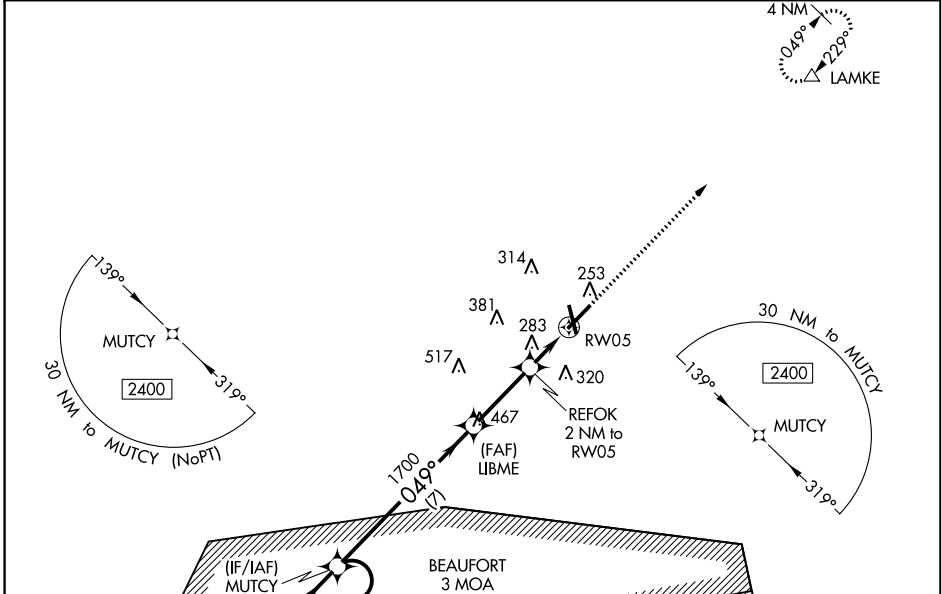 4 NM
049°
229°
LAMKE
314
253
381
283
RW05
517
320
139°
MUTCY
319°
2400
30 NM to MUTCY (NoPT)
30 NM to MUTCY
2400
139°
MUTCY
319°
REFOK
2 NM to
RW05
467
(FAF)
LIBME
1700
049°
(7)
(IF/IAF)
MUTCY
BEAUFORT
3 MOA